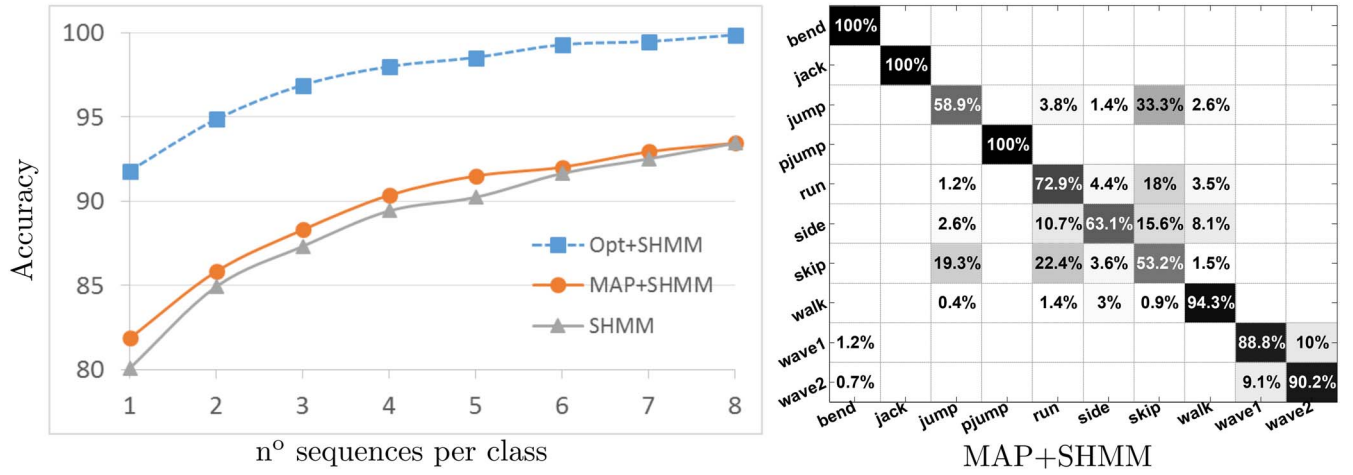 100
95
90
85
80
1 2 3 4 5 6 7 8
Accuracy
nº sequences per class
Opt+SHMM
MAP+SHMM
SHMM
bend 100%
jack 100%
jump 58.9% 3.8% 1.4% 33.3% 2.6%
pjump 100%
run 1.2% 72.9% 4.4% 18% 3.5%
side 2.6% 10.7% 63.1% 15.6% 8.1%
skip 19.3% 22.4% 3.6% 53.2% 1.5%
walk 0.4% 1.4% 3% 0.9% 94.3%
wave1 1.2% 88.8% 10%
wave2 0.7% 9.1% 90.2%
bend jack jump pjump run side skip walk wave1 wave2
MAP+SHMM